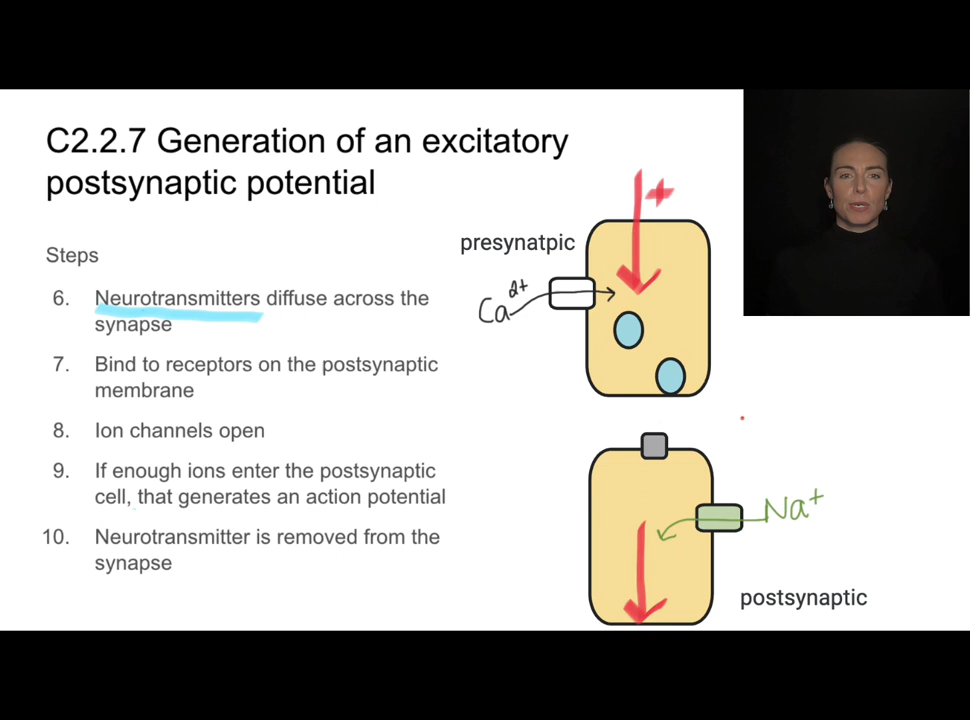 C2.2.7 Generation of an excitatory
postsynaptic potential
Steps
6. Neurotransmitters diffuse across the
synapse
7. Bind to receptors on the postsynaptic
membrane
8. Ion channels open
9. If enough ions enter the postsynaptic
cell, that generates an action potential
10. Neurotransmitter is removed from the
synapse
+
presynatpic
Ca2+
Na+
postsynaptic